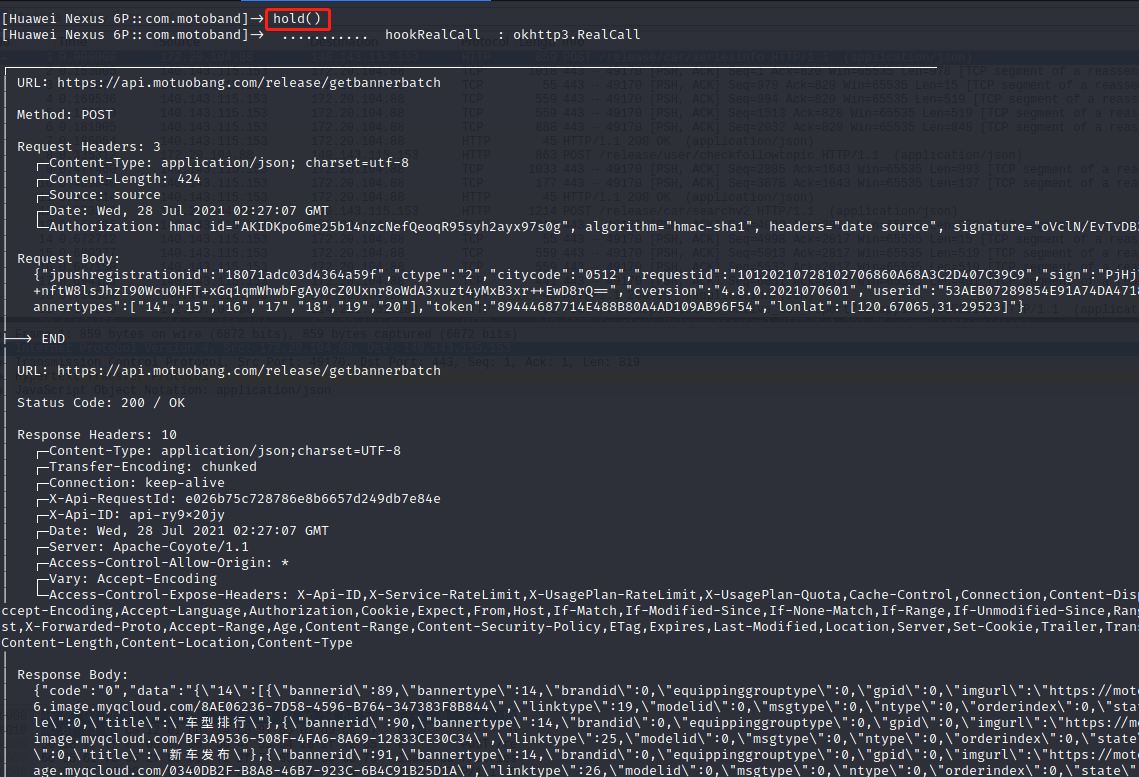 [Huawei Nexus 6P::com.motoband]-> hold()
[Huawei Nexus 6P::com.motoband]-> ........... hookRealCall : okhttp3.RealCall
URL: https://api.motuobang.com/release/getbannerbatch
Method: POST
Request Headers: 3
Content-Type: application/json; charset=utf-8
Content-Length: 424
Source: source
Date: Wed, 28 Jul 2021 02:27:07 GMT
Authorization: hmac id="AKIDKpo6me25b14nzcNefQeoqR95syh2ayx97s0g", algorithm="hmac-sha1", headers="date source", signature="oVclN/EvTvDB
Request Body:
{"jpushregistrationid":"18071adc03d4364a59f","ctype":"2","citycode":"0512","requestid":"10120210728102706860A68A3C2D407C39C9","sign":"PjHj
+nftW8lsJhzI90Wcu0HFT+xGq1qmWhwbFgAy0cZ0Uxnr8oWdA3xuzt4yMxB3xr++EwD8rQ==","cversion":"4.8.0.2021070601","userid":"53AEB07289854E91A74DA471
annertypes":["14","15","16","17","18","19","20"],"token":"89444687714E488B80A4AD109AB96F54","lonlat":"[120.67065,31.29523]"}
--> END
URL: https://api.motuobang.com/release/getbannerbatch
Status Code: 200 / OK
Response Headers: 10
Content-Type: application/json;charset=UTF-8
Transfer-Encoding: chunked
Connection: keep-alive
X-Api-RequestId: e026b75c728786e8b6657d249db7e84e
X-Api-ID: api-ry9x20jy
Date: Wed, 28 Jul 2021 02:27:07 GMT
Server: Apache-Coyote/1.1
Access-Control-Allow-Origin: *
Vary: Accept-Encoding
Access-Control-Expose-Headers: X-Api-ID,X-Service-RateLimit,X-UsagePlan-RateLimit,X-UsagePlan-Quota,Cache-Control,Connection,Content-Disp
ccept-Encoding,Accept-Language,Authorization,Cookie,Expect,From,Host,If-Match,If-Modified-Since,If-None-Match,If-Range,If-Unmodified-Since,Ran
st,X-Forwarded-Proto,Accept-Range,Age,Content-Range,Content-Security-Policy,ETag,Expires,Last-Modified,Location,Server,Set-Cookie,Trailer,Tran
Content-Length,Content-Location,Content-Type
Response Body:
{"code":"0","data":"{\"14\":[{\"bannerid\":89,\"bannertype\":14,\"brandid\":0,\"equippinggrouptype\":0,\"gpid\":0,\"imgurl\":\"https://mot
6.image.myqcloud.com/8AE06236-7D58-4596-B764-347383F8B844\",\"linktype\":19,\"modelid\":0,\"msgtype\":0,\"ntype\":0,\"orderindex\":0,\"sta
le\":0,\"title\":\"车型排行\"},{\"bannerid\":90,\"bannertype\":14,\"brandid\":0,\"equippinggrouptype\":0,\"gpid\":0,\"imgurl\":\"https://m
image.myqcloud.com/BF3A9536-508F-4FA6-8A69-12833CE30C34\",\"linktype\":25,\"modelid\":0,\"msgtype\":0,\"ntype\":0,\"orderindex\":0,\"state
\":0,\"title\":\"新车发布\"},{\"bannerid\":91,\"bannertype\":14,\"brandid\":0,\"equippinggrouptype\":0,\"gpid\":0,\"imgurl\":\"https://mot
age.myqcloud.com/0340DB2F-B8A8-46B7-923C-6B4C91B25D1A\",\"linktype\":26,\"modelid\":0,\"msgtype\":0,\"ntype\":0,\"orderindex\":0,\"state\"